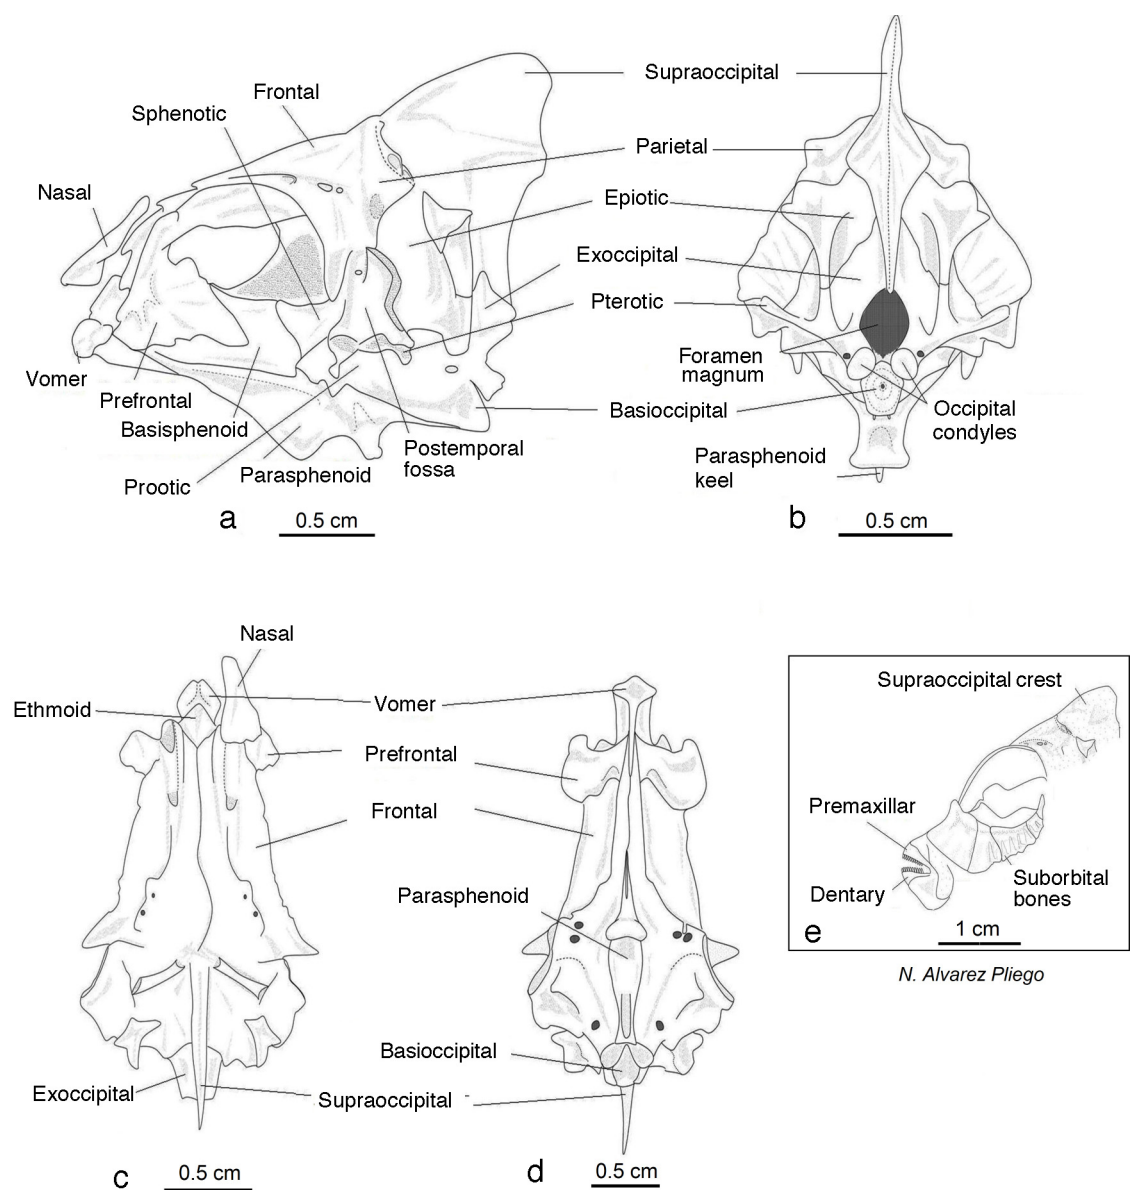 Supraoccipital
Frontal
Sphenotic
Parietal
Nasal
Epiotic
Exoccipital
Pterotic
Foramen
magnum
Vomer
Prefrontal
Basisphenoid
Basioccipital
Occipital
condyles
Postemporal
fossa
Parasphenoid
Prootic
Parasphenoid
keel
a
0.5 cm
b
0.5 cm
Nasal
Ethmoid
Vomer
Prefrontal
Frontal
Parasphenoid
Basioccipital
Exoccipital
Supraoccipital
c
0.5 cm
d
0.5 cm
Supraoccipital crest
Premaxillar
Dentary
Suborbital
bones
e
1 cm
N. Alvarez Pliego